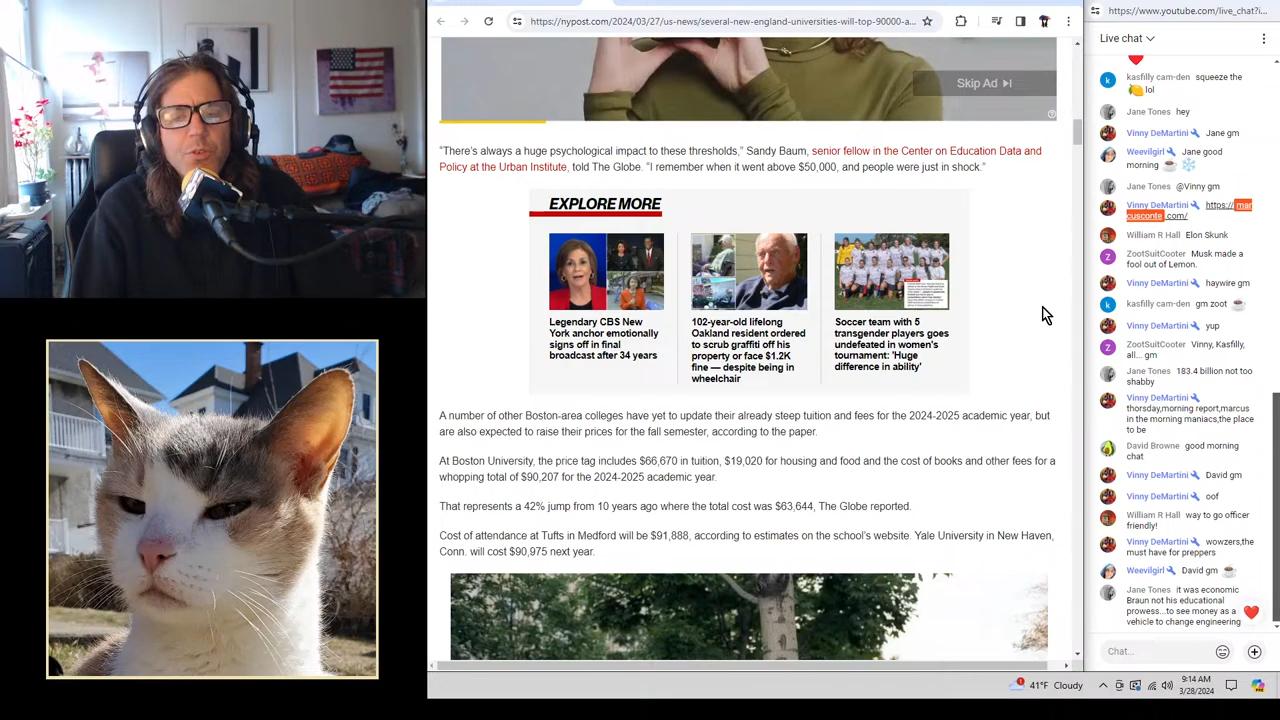 https://nypost.com/2024/03/27/us-news/several-new-england-universities-will-top-90000-a...
Skip Ad
“There’s always a huge psychological impact to these thresholds,” Sandy Baum, senior fellow in the Center on Education Data and
Policy at the Urban Institute, told The Globe. “I remember when it went above $50,000, and people were just in shock.”
EXPLORE MORE
Legendary CBS New
York anchor emotionally
signs off in final
broadcast after 34 years
102-year-old lifelong
Oakland resident ordered
to scrub graffiti off his
property or face $1.2K
fine — despite being in
wheelchair
Soccer team with 5
transgender players goes
undefeated in women's
tournament: 'Huge
difference in ability'
A number of other Boston-area colleges have yet to update their already steep tuition and fees for the 2024-2025 academic year, but
are also expected to raise their prices for the fall semester, according to the paper.
At Boston University, the price tag includes $66,670 in tuition, $19,020 for housing and food and the cost of books and other fees for a
whopping total of $90,207 for the 2024-2025 academic year.
That represents a 42% jump from 10 years ago where the total cost was $63,644, The Globe reported.
Cost of attendance at Tufts in Medford will be $91,888, according to estimates on the school’s website. Yale University in New Haven,
Conn. will cost $90,975 next year.
https://www.youtube.com/live_chat?i...
Live chat
kasfilly cam-den squeeze the
lol
Jane Tones hey
Vinny DeMartini Jane gm
Weevilgirl Jane good
morning
Jane Tones @Vinny gm
Vinny DeMartini https://mar
cusconte.com/
William R Hall Elon Skunk
ZootSuitCooter Musk made a
fool out of Lemon.
Vinny DeMartini haywire gm
kasfilly cam-den gm zoot
Vinny DeMartini yup
ZootSuitCooter Vinny, Kasfilly,
all... gm
Jane Tones 183.4 billion not too
shabby
Vinny DeMartini
thorsday,morning report,marcus
in the morning maniacs,the place
to be
David Browne good morning
chat
Vinny DeMartini David gm
Vinny DeMartini oof
William R Hall way to go officer
friendly!
Vinny DeMartini wowzers,the
must have for preppers
Weevilgirl David gm
Jane Tones it was economic
Braun not his educational
prowess...to see money as a
vehicle to change engineering
Chat...
41°F Cloudy
9:14 AM
3/28/2024